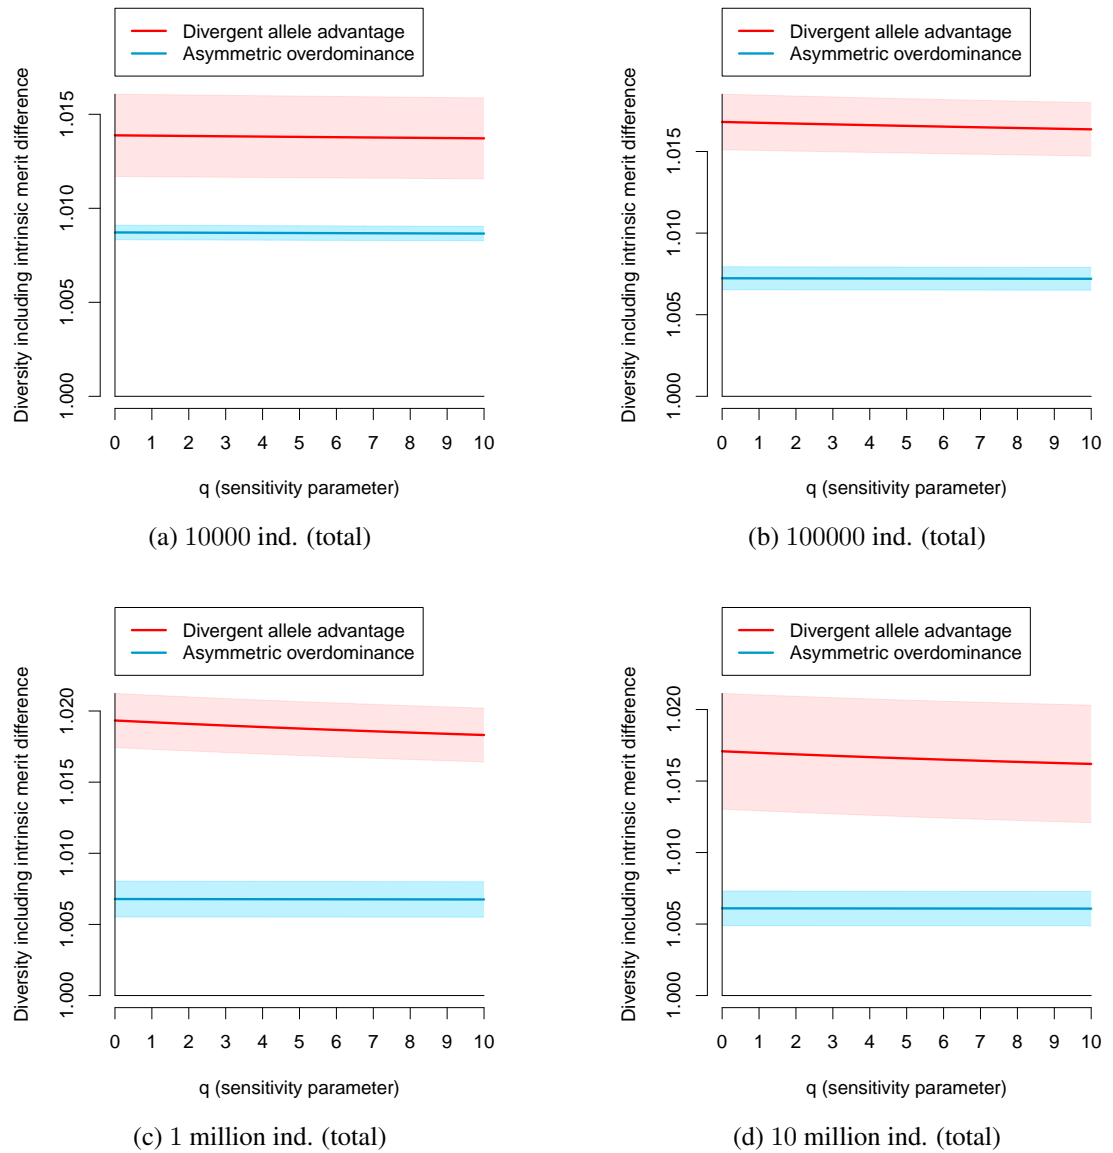 Divergent allele advantage
Asymmetric overdominance
Diversity including intrinsic merit difference
1.015
1.010
1.005
1.000
0 1 2 3 4 5 6 7 8 9 10
q (sensitivity parameter)
(a) 10000 ind. (total)
Divergent allele advantage
Asymmetric overdominance
Diversity including intrinsic merit difference
1.015
1.010
1.005
1.000
0 1 2 3 4 5 6 7 8 9 10
q (sensitivity parameter)
(b) 100000 ind. (total)
Divergent allele advantage
Asymmetric overdominance
Diversity including intrinsic merit difference
1.020
1.015
1.010
1.005
1.000
0 1 2 3 4 5 6 7 8 9 10
q (sensitivity parameter)
(c) 1 million ind. (total)
Divergent allele advantage
Asymmetric overdominance
Diversity including intrinsic merit difference
1.020
1.015
1.010
1.005
1.000
0 1 2 3 4 5 6 7 8 9 10
q (sensitivity parameter)
(d) 10 million ind. (total)